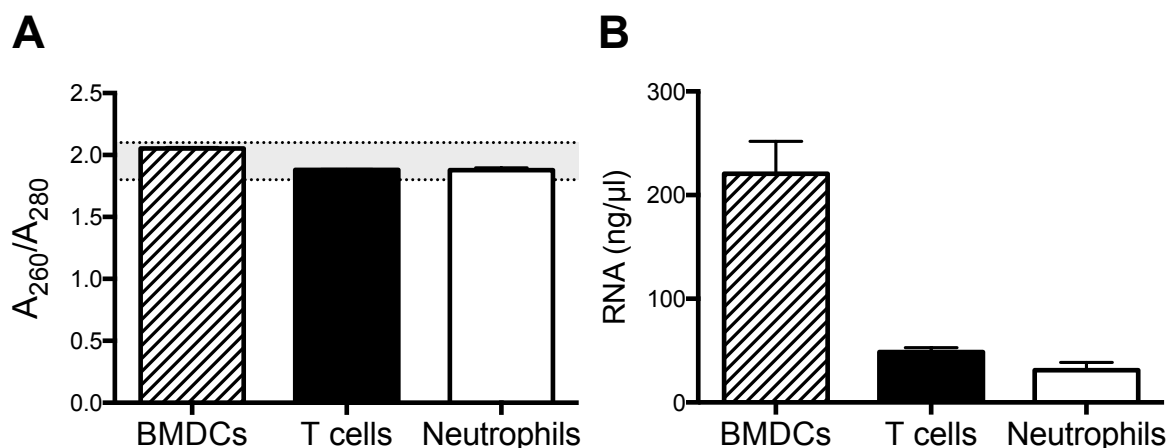 A
2.5
2.0
1.5
1.0
0.5
0.0
A260/A280
BMDCs T cells Neutrophils
B
300
200
100
0
RNA (ng/µl)
BMDCs T cells Neutrophils